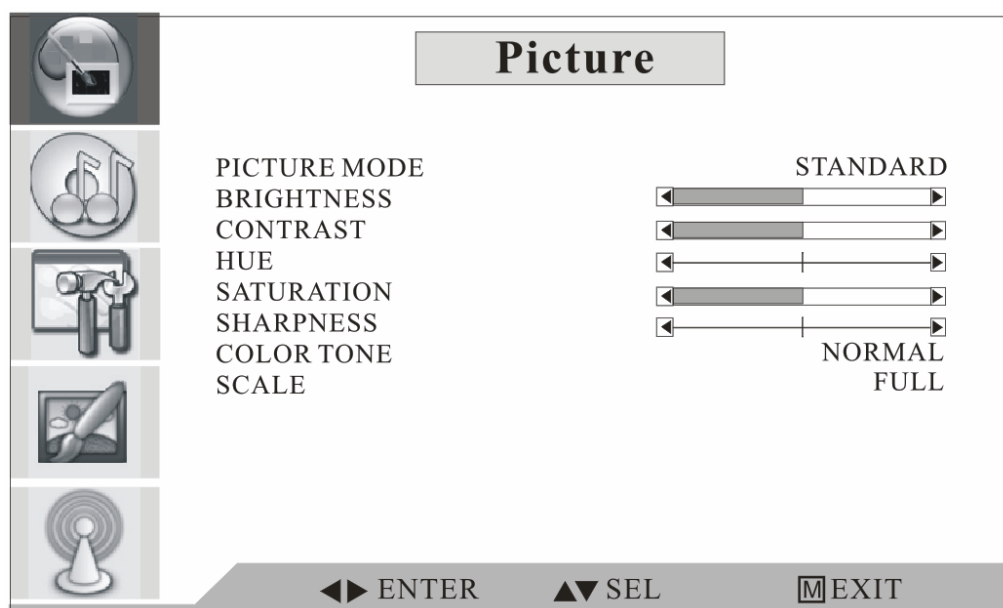 Picture
PICTURE MODE STANDARD
BRIGHTNESS
CONTRAST
HUE
SATURATION
SHARPNESS
COLOR TONE NORMAL
SCALE FULL
◀▶ ENTER ▲▼ SEL M EXIT